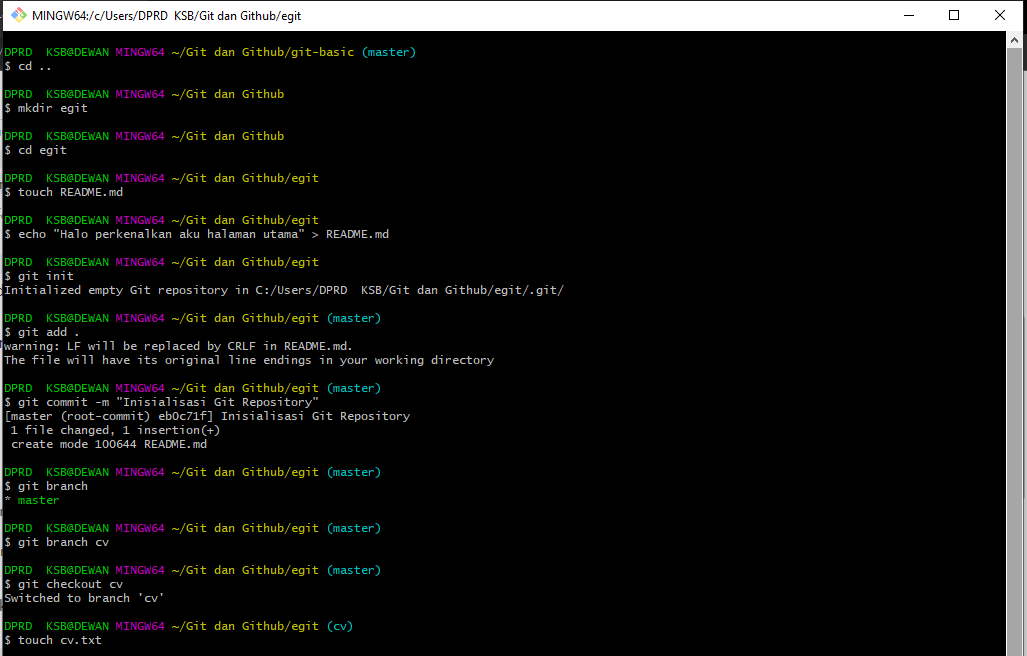 MINGW64:/c/Users/DPRD  KSB/Git dan Github/egit
DPRD  KSB@DEWAN MINGW64 ~/Git dan Github/git-basic (master)
$ cd ..
DPRD  KSB@DEWAN MINGW64 ~/Git dan Github
$ mkdir egit
DPRD  KSB@DEWAN MINGW64 ~/Git dan Github
$ cd egit
DPRD  KSB@DEWAN MINGW64 ~/Git dan Github/egit
$ touch README.md
DPRD  KSB@DEWAN MINGW64 ~/Git dan Github/egit
$ echo "Halo perkenalkan aku halaman utama" > README.md
DPRD  KSB@DEWAN MINGW64 ~/Git dan Github/egit
$ git init
Initialized empty Git repository in C:/Users/DPRD  KSB/Git dan Github/egit/.git/
DPRD  KSB@DEWAN MINGW64 ~/Git dan Github/egit (master)
$ git add .
warning: LF will be replaced by CRLF in README.md.
The file will have its original line endings in your working directory
DPRD  KSB@DEWAN MINGW64 ~/Git dan Github/egit (master)
$ git commit -m "Inisialisasi Git Repository"
[master (root-commit) eb0c71f] Inisialisasi Git Repository
 1 file changed, 1 insertion(+)
 create mode 100644 README.md
DPRD  KSB@DEWAN MINGW64 ~/Git dan Github/egit (master)
$ git branch
* master
DPRD  KSB@DEWAN MINGW64 ~/Git dan Github/egit (master)
$ git branch cv
DPRD  KSB@DEWAN MINGW64 ~/Git dan Github/egit (master)
$ git checkout cv
Switched to branch 'cv'
DPRD  KSB@DEWAN MINGW64 ~/Git dan Github/egit (cv)
$ touch cv.txt